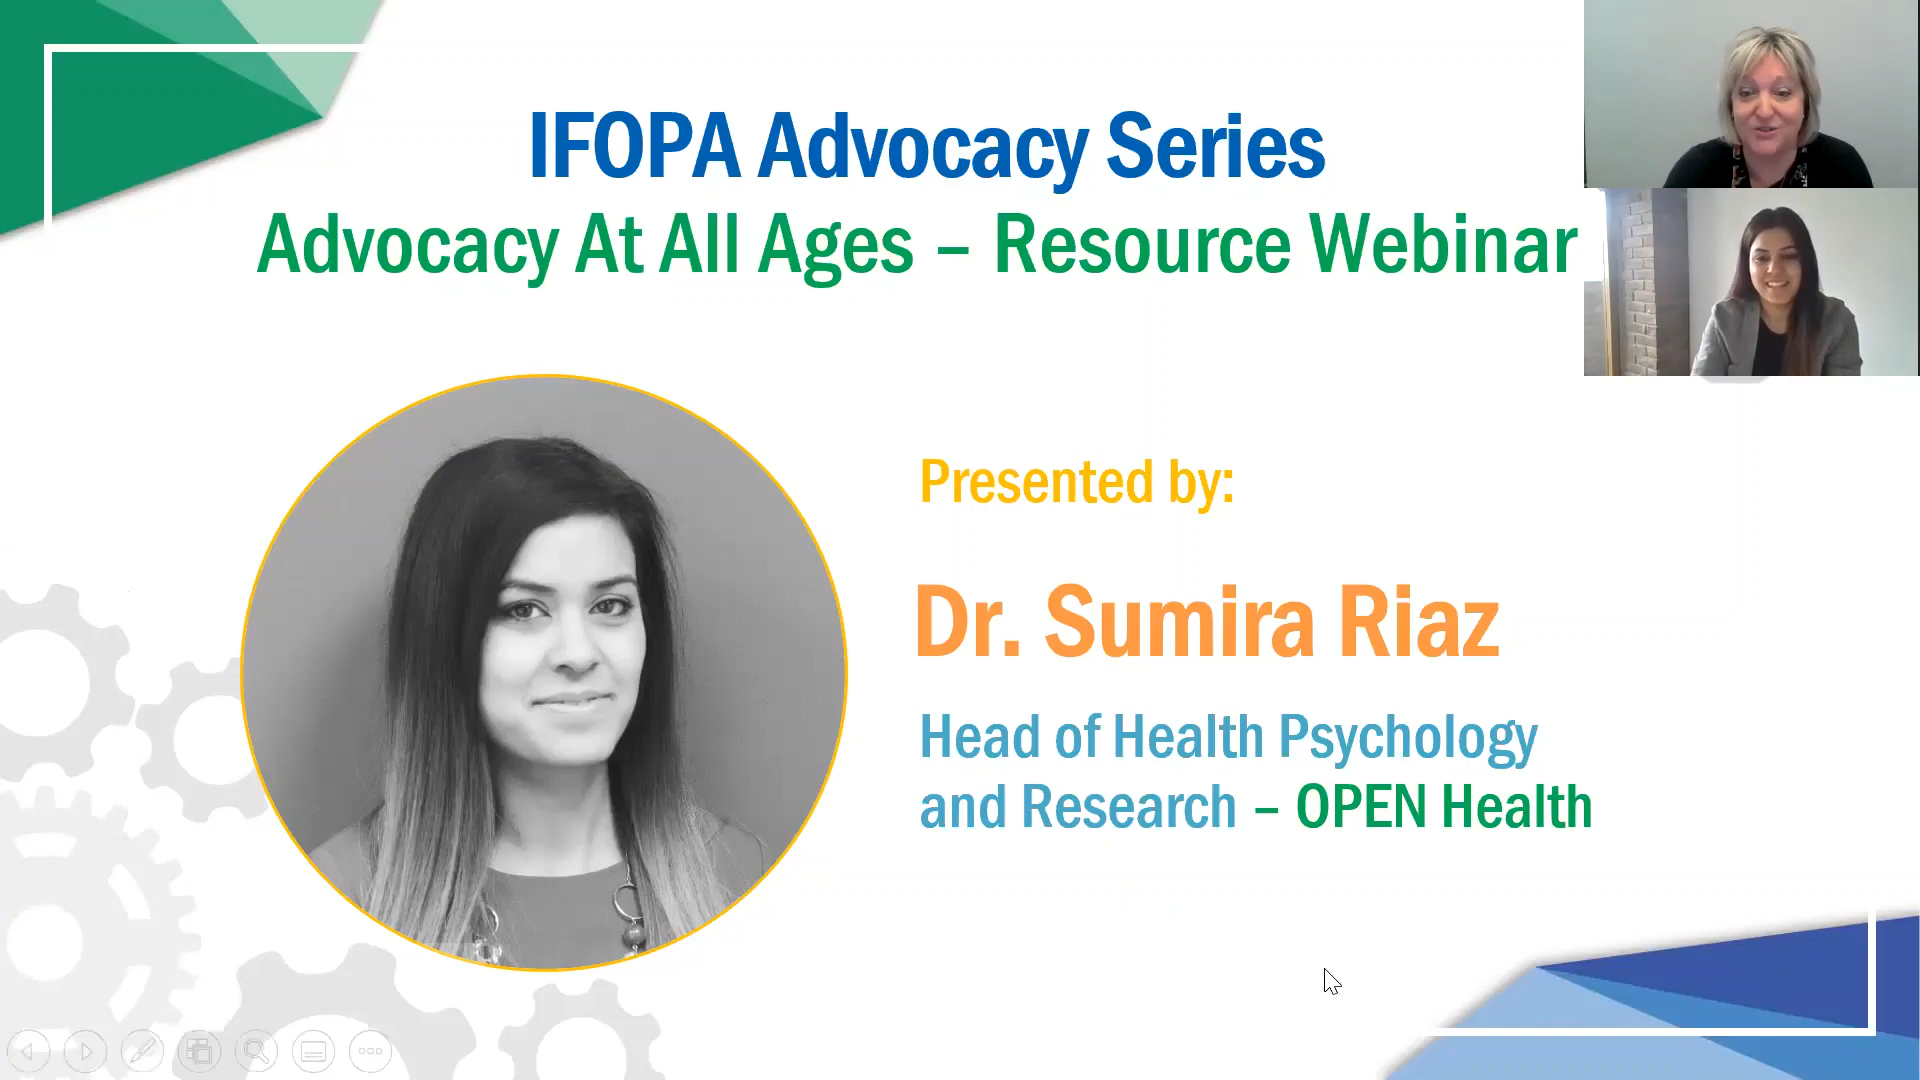 IFOPA Advocacy Series
Advocacy At All Ages – Resource Webinar
Presented by:
Dr. Sumira Riaz
Head of Health Psychology
and Research – OPEN Health